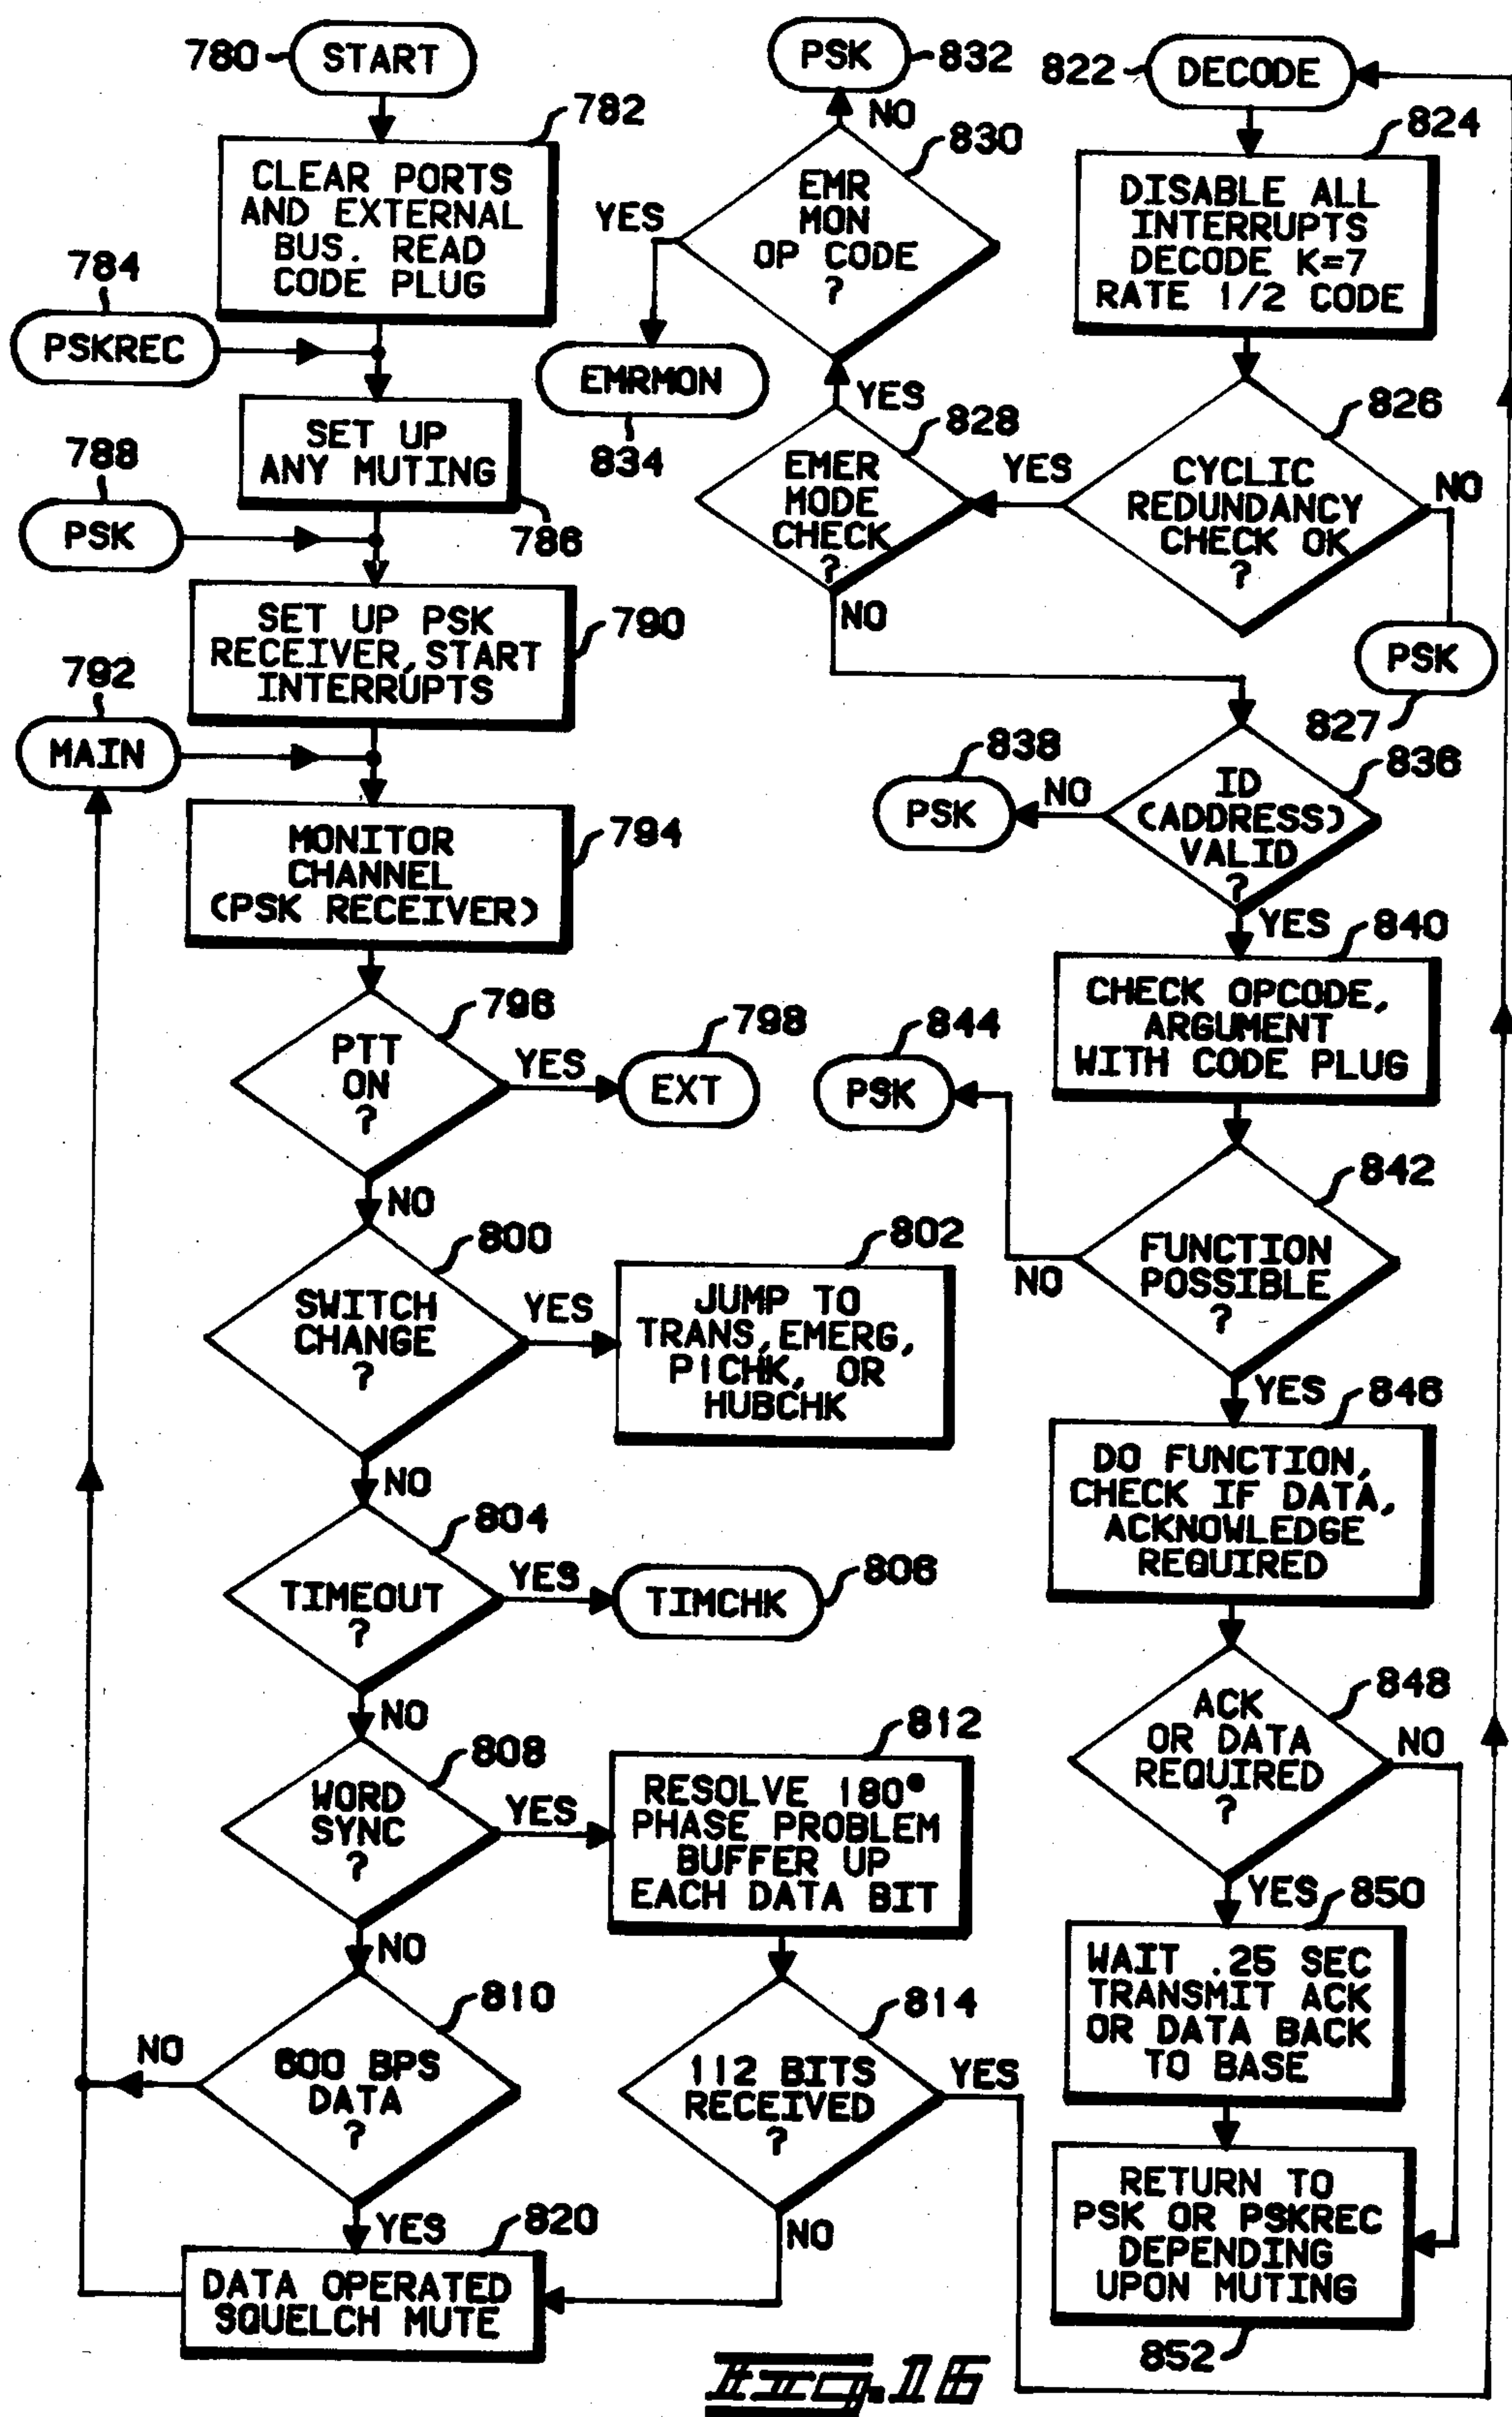 780
START
782
CLEAR PORTS
AND EXTERNAL
BUS. READ
CODE PLUG
784
PSKREC
SET UP
ANY MUTING
786
788
PSK
SET UP PSK
RECEIVER, START
INTERRUPTS
790
792
MAIN
MONITOR
CHANNEL
(PSK RECEIVER)
794
PTT
ON
?
796
YES
EXT
798
NO
SWITCH
CHANGE
?
800
YES
JUMP TO
TRANS, EMERG,
P1CHK, OR
HUBCHK
802
NO
TIMEOUT
?
804
YES
TIMCHK
806
NO
WORD
SYNC
?
808
YES
RESOLVE 180°
PHASE PROBLEM
BUFFER UP
EACH DATA BIT
812
NO
600 BPS
DATA
?
810
NO
YES
112 BITS
RECEIVED
?
814
YES
NO
DATA OPERATED
SQUELCH MUTE
820
PSK
832
NO
EMR
MON
OP CODE
?
830
YES
EMRMON
834
YES
EMER
MODE
CHECK
?
828
NO
822
DECODE
824
DISABLE ALL
INTERRUPTS
DECODE K=7
RATE 1/2 CODE
CYCLIC
REDUNDANCY
CHECK OK
?
826
YES
NO
PSK
827
ID
(ADDRESS)
VALID
?
836
NO
PSK
838
YES
840
CHECK OPCODE,
ARGUMENT
WITH CODE PLUG
FUNCTION
POSSIBLE
?
842
NO
PSK
844
YES
846
DO FUNCTION,
CHECK IF DATA,
ACKNOWLEDGE
REQUIRED
ACK
OR DATA
REQUIRED
?
848
NO
YES
850
WAIT .25 SEC
TRANSMIT ACK
OR DATA BACK
TO BASE
RETURN TO
PSK OR PSKREC
DEPENDING
UPON MUTING
852
Fig. 16